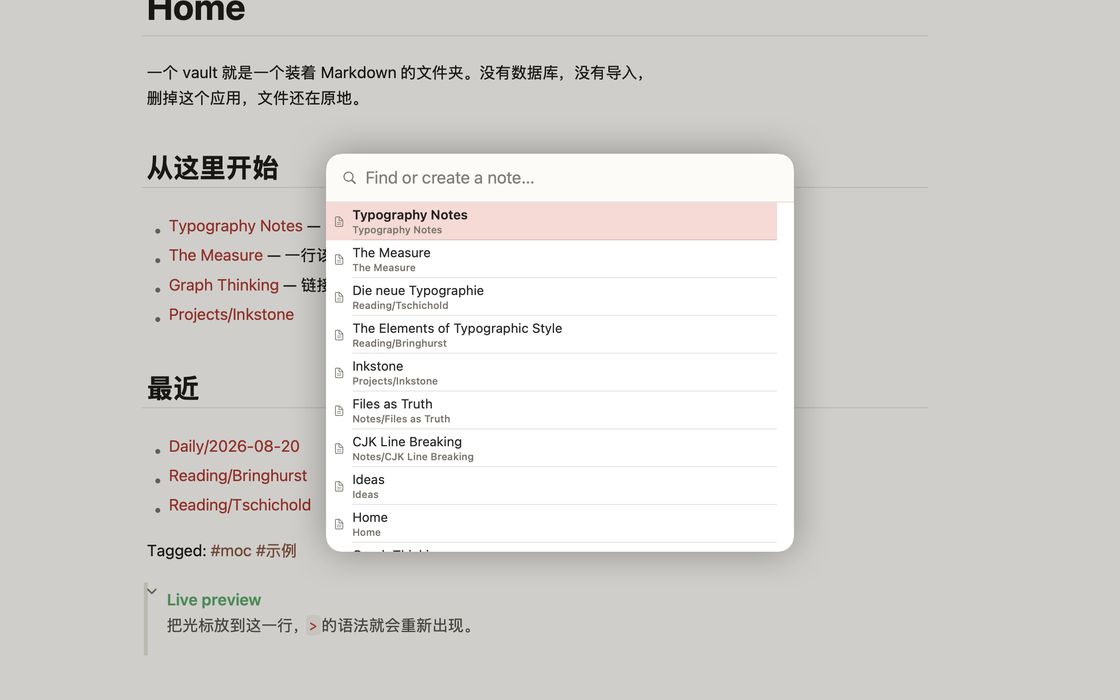 Home
一个 vault 就是一个装着 Markdown 的文件夹。没有数据库，没有导入，
删掉这个应用，文件还在原地。
从这里开始
Typography Notes —
The Measure — 一行该
Graph Thinking — 链接
Projects/Inkstone
最近
Daily/2026-08-20
Reading/Bringhurst
Reading/Tschichold
Tagged: #moc #示例
Live preview
把光标放到这一行，> 的语法就会重新出现。
Find or create a note...
Typography Notes
Typography Notes
The Measure
The Measure
Die neue Typographie
Reading/Tschichold
The Elements of Typographic Style
Reading/Bringhurst
Inkstone
Projects/Inkstone
Files as Truth
Notes/Files as Truth
CJK Line Breaking
Notes/CJK Line Breaking
Ideas
Ideas
Home
Home